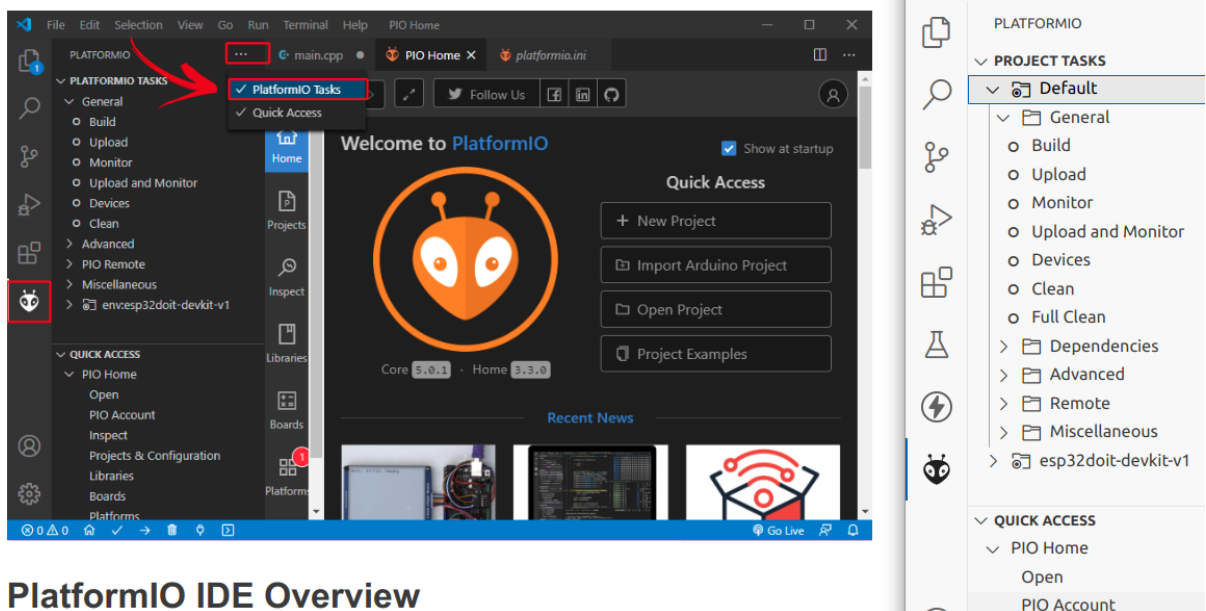 File Edit Selection View Go Run Terminal Help PIO Home
PLATFORMIO
main.cpp
PIO Home
platformio.ini
PLATFORMIO TASKS
General
Build
Upload
Monitor
Upload and Monitor
Devices
Clean
Advanced
PIO Remote
Miscellaneous
env:esp32doit-devkit-v1
QUICK ACCESS
PIO Home
Open
PIO Account
Inspect
Projects & Configuration
Libraries
Boards
Platforms
1
PlatformIO Tasks
Quick Access
Home
Projects
Inspect
Libraries
Boards
1
Platforms
Follow Us
Welcome to PlatformIO
Show at startup
Quick Access
New Project
Import Arduino Project
Open Project
Project Examples
Core 5.0.1 · Home 3.3.0
Recent News
0 0
Go Live
PlatformIO IDE Overview
PLATFORMIO
PROJECT TASKS
Default
General
Build
Upload
Monitor
Upload and Monitor
Devices
Clean
Full Clean
Dependencies
Advanced
Remote
Miscellaneous
esp32doit-devkit-v1
QUICK ACCESS
PIO Home
Open
PIO Account